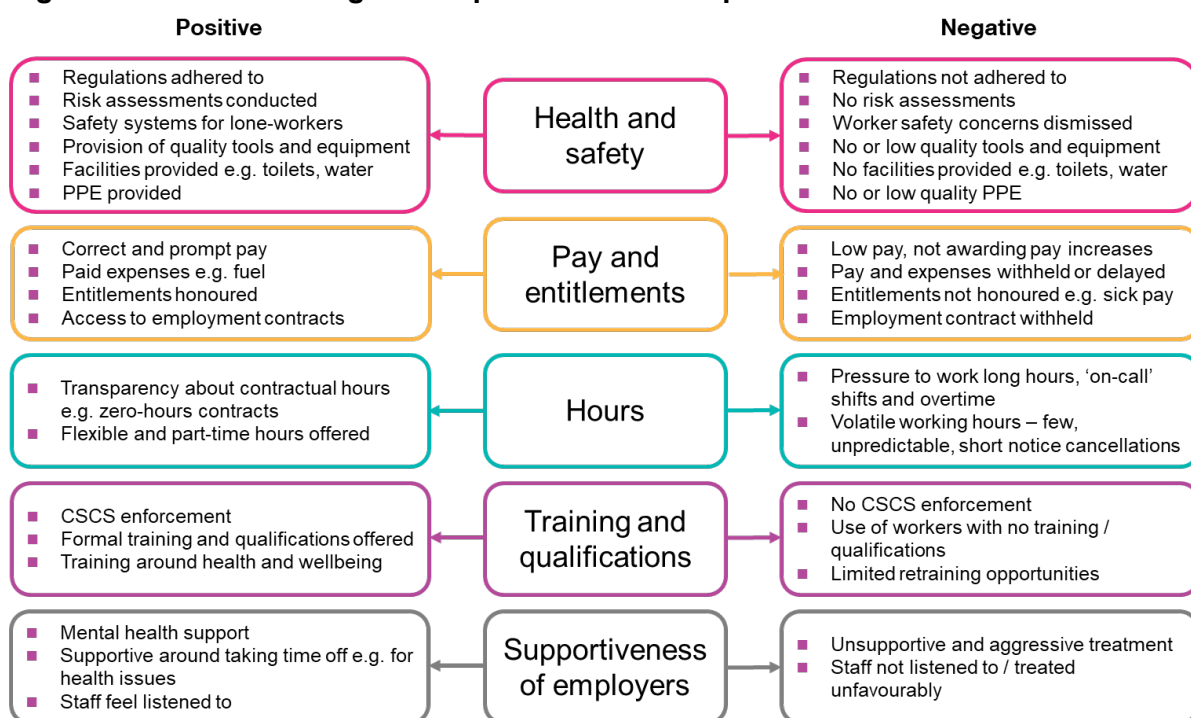 Positive
Negative
Regulations adhered to
Risk assessments conducted
Safety systems for lone-workers
Provision of quality tools and equipment
Facilities provided e.g. toilets, water
PPE provided
Health and
safety
Regulations not adhered to
No risk assessments
Worker safety concerns dismissed
No or low quality tools and equipment
No facilities provided e.g. toilets, water
No or low quality PPE
Correct and prompt pay
Paid expenses e.g. fuel
Entitlements honoured
Access to employment contracts
Pay and
entitlements
Low pay, not awarding pay increases
Pay and expenses withheld or delayed
Entitlements not honoured e.g. sick pay
Employment contract withheld
Transparency about contractual hours
e.g. zero-hours contracts
Flexible and part-time hours offered
Hours
Pressure to work long hours, ‘on-call’
shifts and overtime
Volatile working hours – few,
unpredictable, short notice cancellations
CSCS enforcement
Formal training and qualifications offered
Training around health and wellbeing
Training and
qualifications
No CSCS enforcement
Use of workers with no training /
qualifications
Limited retraining opportunities
Mental health support
Supportive around taking time off e.g. for
health issues
Staff feel listened to
Supportiveness
of employers
Unsupportive and aggressive treatment
Staff not listened to / treated
unfavourably